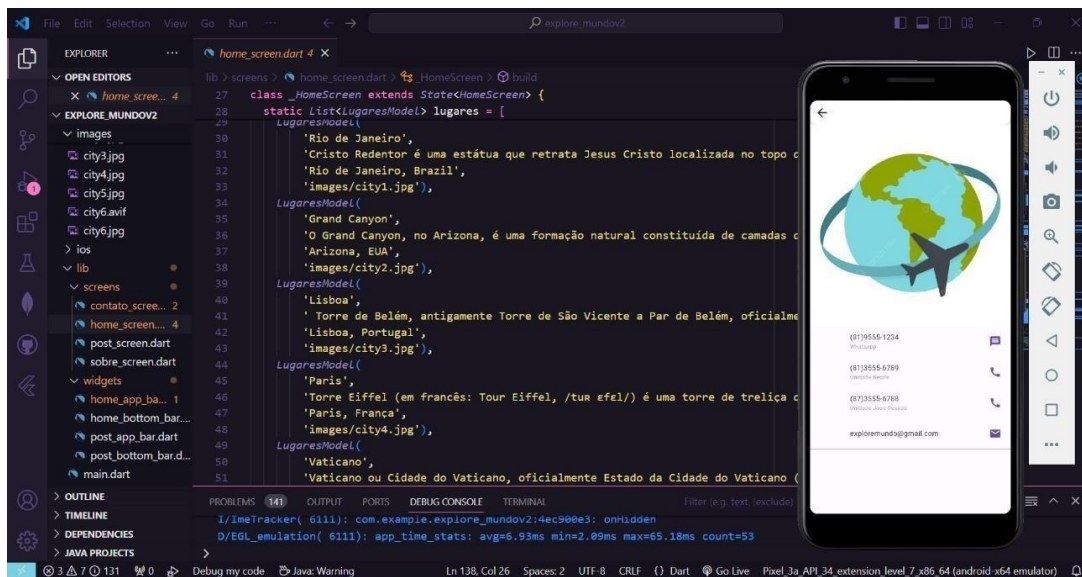 File Edit Selection View Go Run ··· explore_mundov2
EXPLORER ···
OPEN EDITORS
home_scree... 4
EXPLORE_MUNDOV2
images
city3.jpg
city4.jpg
city5.jpg
city6.avif
city6.jpg
ios
lib
screens
contato_scree... 2
home_screen.... 4
post_screen.dart
sobre_screen.dart
widgets
home_app_ba... 1
home_bottom_bar....
post_app_bar.dart
post_bottom_bar.d...
main.dart
OUTLINE
TIMELINE
DEPENDENCIES
JAVA PROJECTS
1
home_screen.dart 4
lib > screens > home_screen.dart > _HomeScreen > build
27 class _HomeScreen extends State<HomeScreen> {
28 static List<LugaresModel> lugares = [
29 LugaresModel(
30 'Rio de Janeiro',
31 'Cristo Redentor é uma estátua que retrata Jesus Cristo localizada no topo
32 'Rio de Janeiro, Brazil',
33 'images/city1.jpg'),
34 LugaresModel(
35 'Grand Canyon',
36 'O Grand Canyon, no Arizona, é uma formação natural constituída de camadas
37 'Arizona, EUA',
38 'images/city2.jpg'),
39 LugaresModel(
40 'Lisboa',
41 ' Torre de Belém, antigamente Torre de São Vicente a Par de Belém, oficialme
42 'Lisboa, Portugal',
43 'images/city3.jpg'),
44 LugaresModel(
45 'Paris',
46 'Torre Eiffel (em francês: Tour Eiffel, /tuʀ ɛfɛl/) é uma torre de treliça
47 'Paris, França',
48 'images/city4.jpg'),
49 LugaresModel(
50 'Vaticano',
51 'Vaticano ou Cidade do Vaticano, oficialmente Estado da Cidade do Vaticano (
PROBLEMS 141 OUTPUT PORTS DEBUG CONSOLE TERMINAL Filter (e.g. text, !exclude)
I/ImeTracker( 6111): com.example.explore_mundov2:4ec900e3: onHidden
D/EGL_emulation( 6111): app_time_stats: avg=6.93ms min=2.09ms max=65.18ms count=53
>
(81)9555-1234
Whatsapp
(81)3555-6789
Unidade Recife
(87)3555-6788
Unidade Joao Pessoa
exploremundo@gmail.com
3 7 131 0 Debug my code Java: Warning Ln 138, Col 26 Spaces: 2 UTF-8 CRLF {} Dart Go Live Pixel_3a_API_34_extension_level_7_x86_64 (android-x64 emulator)